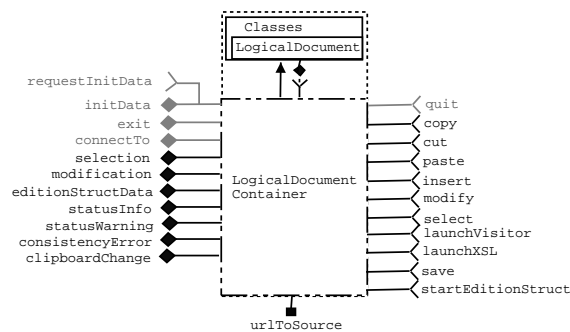 Classes
LogicalDocument
requestInitData
initData
exit
connectTo
selection
modification
editionStructData
statusInfo
statusWarning
consistencyError
clipboardChange
LogicalDocument
Container
quit
copy
cut
paste
insert
modify
select
launchVisitor
launchXSL
save
startEditionStruct
urlToSource